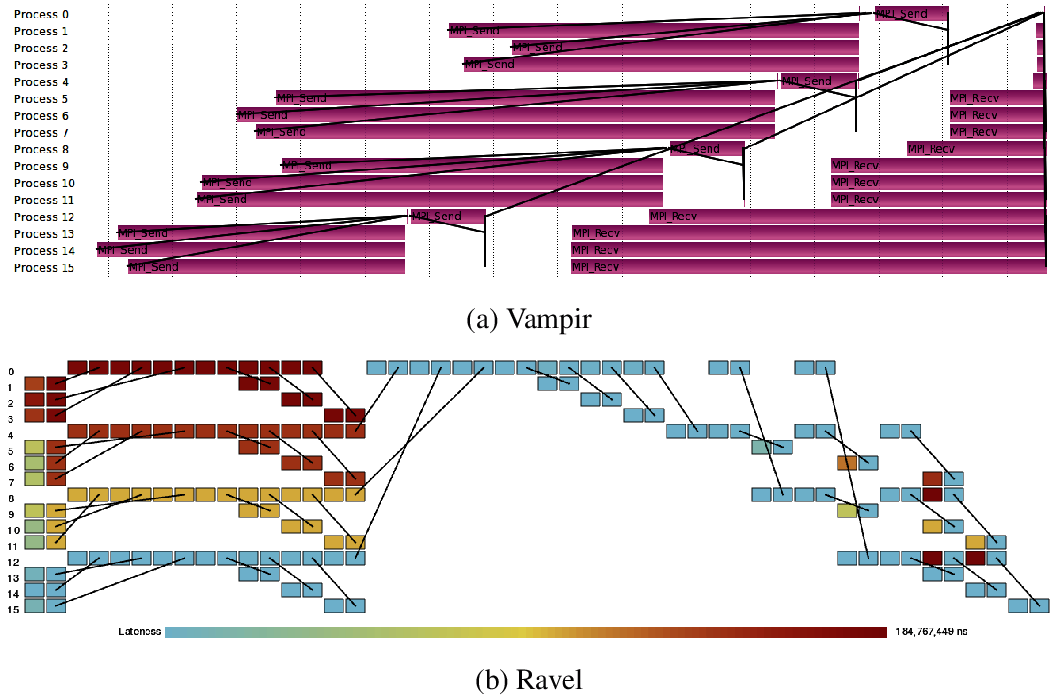 Process 0 MPI_Send
Process 1 MPI_Send
Process 2 MPI_Send
Process 3 MPI_Send
Process 4 MPI_Send
Process 5 MPI_Send MPI_Recv
Process 6 MPI_Send MPI_Recv
Process 7 MPI_Send MPI_Recv
Process 8 MPI_Send MPI_Recv
Process 9 MPI_Send MPI_Recv
Process 10 MPI_Send MPI_Recv
Process 11 MPI_Send MPI_Recv
Process 12 MPI_Send MPI_Recv
Process 13 MPI_Send MPI_Recv
Process 14 MPI_Send MPI_Recv
Process 15 MPI_Send MPI_Recv
(a) Vampir
0
1
2
3
4
5
6
7
8
9
10
11
12
13
14
15
Lateness 184,767,449 ns
(b) Ravel